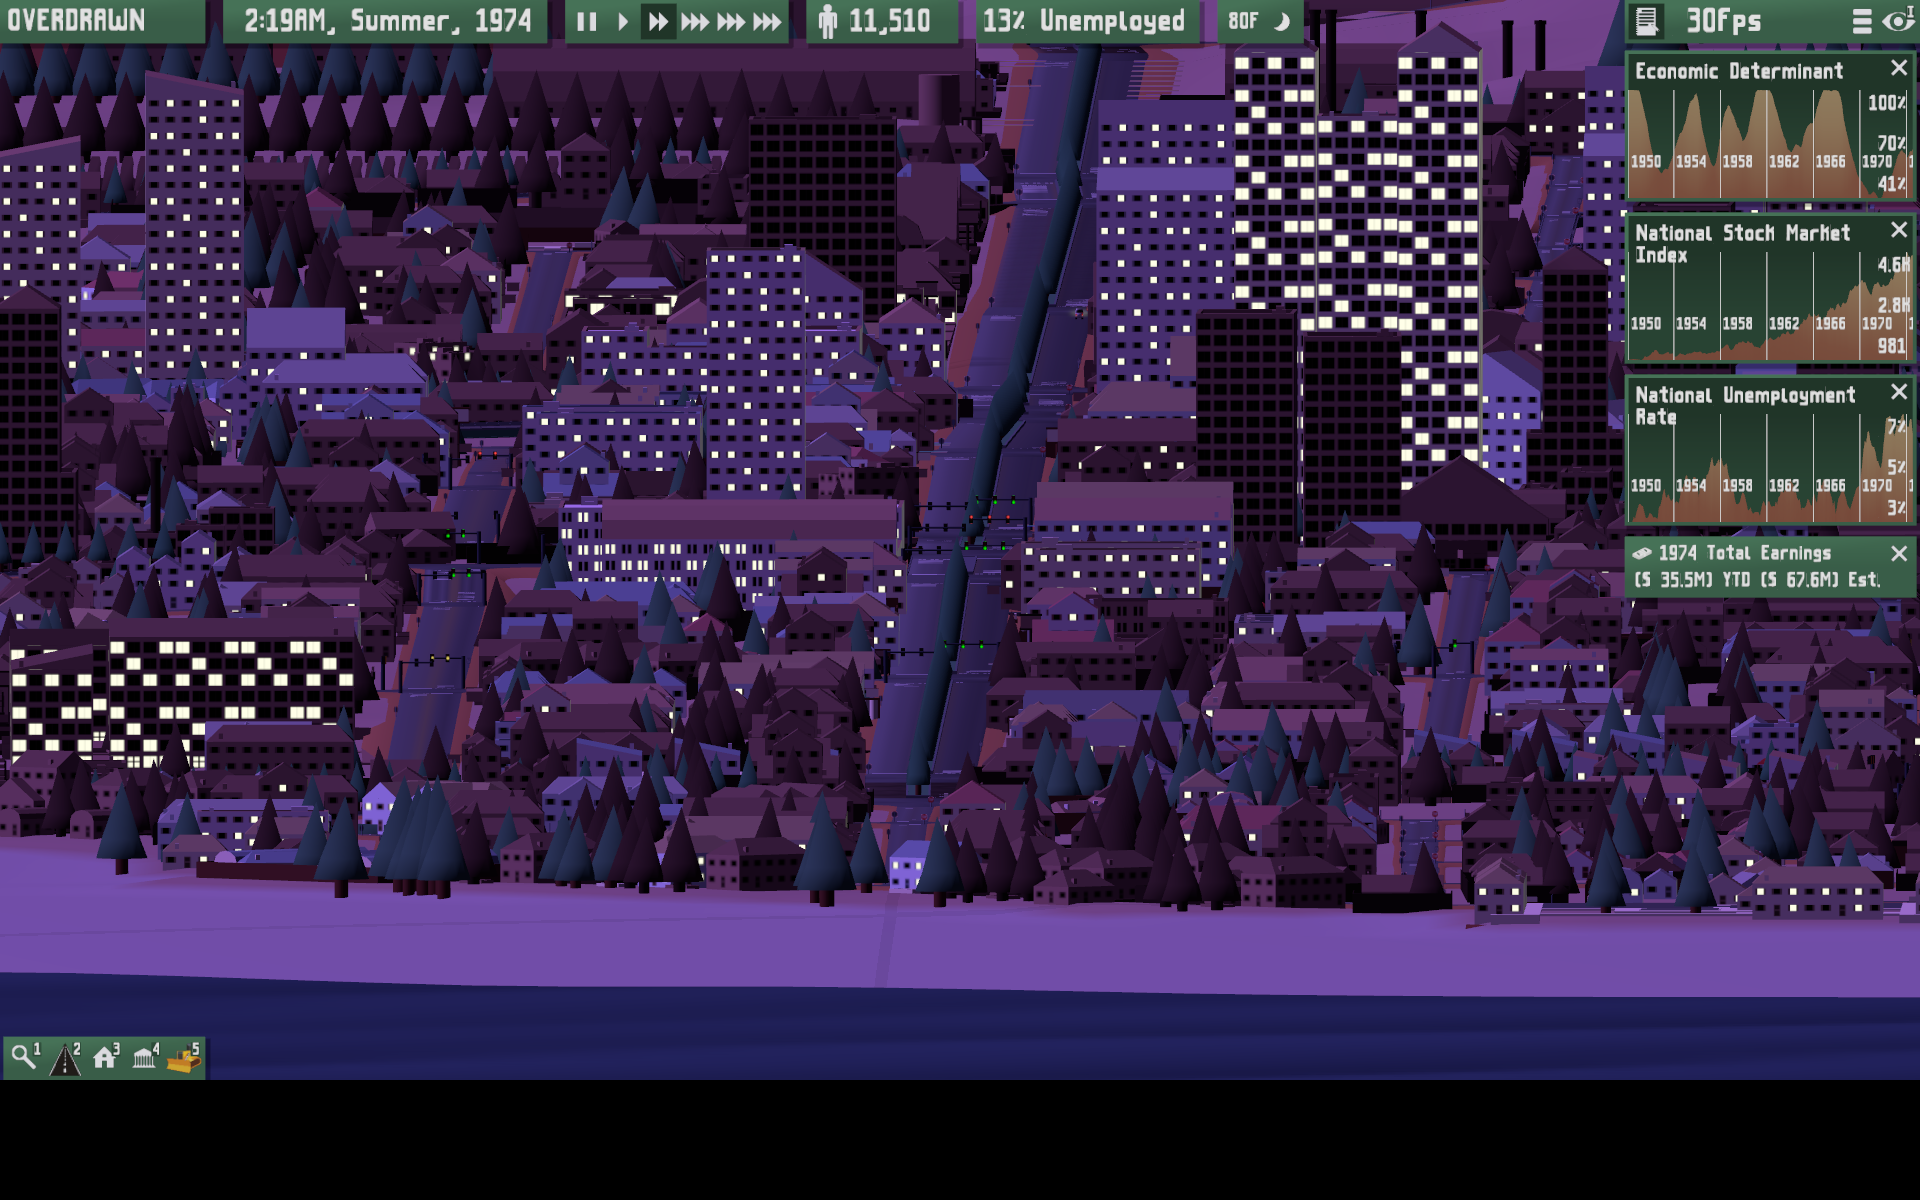 OVERDRAWN
2:19AM, Summer, 1974
11,510
13% Unemployed
80F
30Fps
Economic Determinant
100%
70%
1950 1954 1958 1962 1966 1970
41%
National Stock Market
Index
4.6K
2.8K
1950 1954 1958 1962 1966 1970
981
National Unemployment
Rate
7%
5%
1950 1954 1958 1962 1966 1970
3%
1974 Total Earnings
($ 35.5M) YTD ($ 67.6M) Est.
1 2 3 4 5